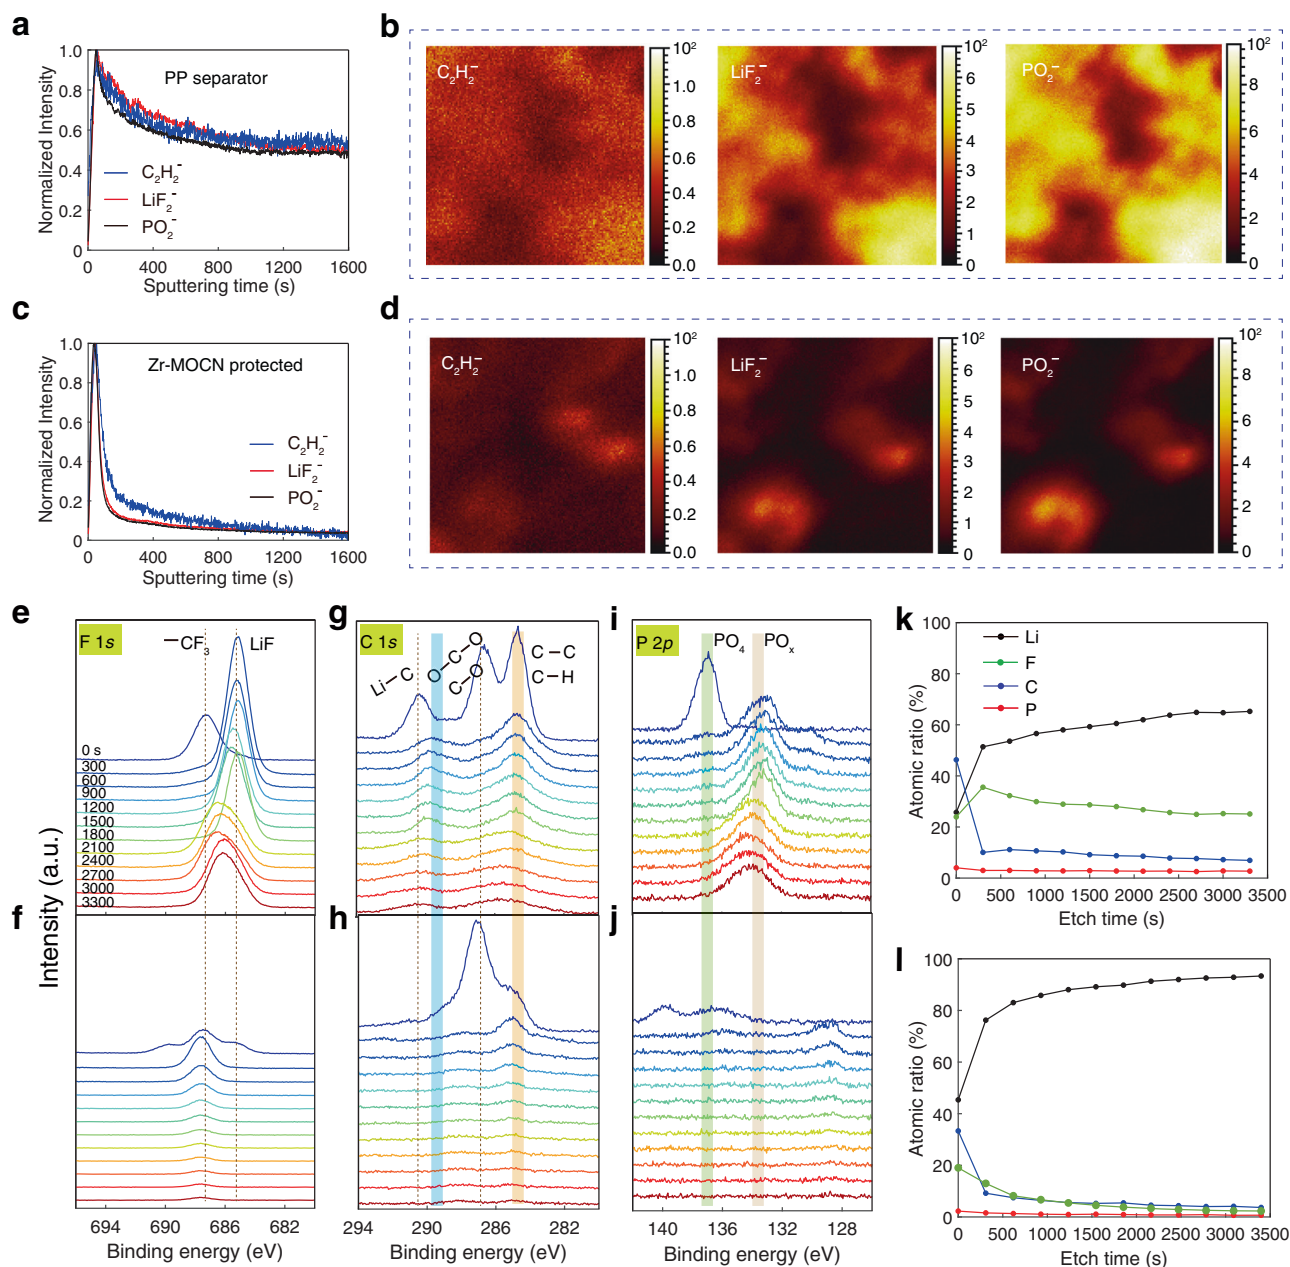 a
PP separator
1.0
0.8
0.6
0.4
0.2
0
0 400 800 1200 1600
Normalized Intensity
Sputtering time (s)
C₂H₂⁻
LiF₂⁻
PO₂⁻
b
C₂H₂⁻
10²
1.0
0.8
0.6
0.4
0.2
0.0
LiF₂⁻
10²
6
5
4
3
2
1
0
PO₂⁻
10²
8
6
4
2
0
c
Zr-MOCN protected
1.0
0.8
0.6
0.4
0.2
0
0 400 800 1200 1600
Normalized Intensity
Sputtering time (s)
C₂H₂⁻
LiF₂⁻
PO₂⁻
d
C₂H₂⁻
10²
1.0
0.8
0.6
0.4
0.2
0.0
LiF₂⁻
10²
6
5
4
3
2
1
0
PO₂⁻
10²
8
6
4
2
0
e
F 1s
—CF₃
LiF
0 s
300
600
900
1200
1500
1800
2100
2400
2700
3000
3300
f
694 690 686 682
Binding energy (eV)
Intensity (a.u.)
g
C 1s
Li—C
O—C—O
C—O
C—C
C—H
h
294 290 286 282
Binding energy (eV)
i
P 2p
PO₄
POₓ
j
140 136 132 128
Binding energy (eV)
k
100
80
60
40
20
0
0 500 1000 1500 2000 2500 3000 3500
Atomic ratio (%)
Etch time (s)
Li
F
C
P
l
100
80
60
40
20
0
0 500 1000 1500 2000 2500 3000 3500
Atomic ratio (%)
Etch time (s)